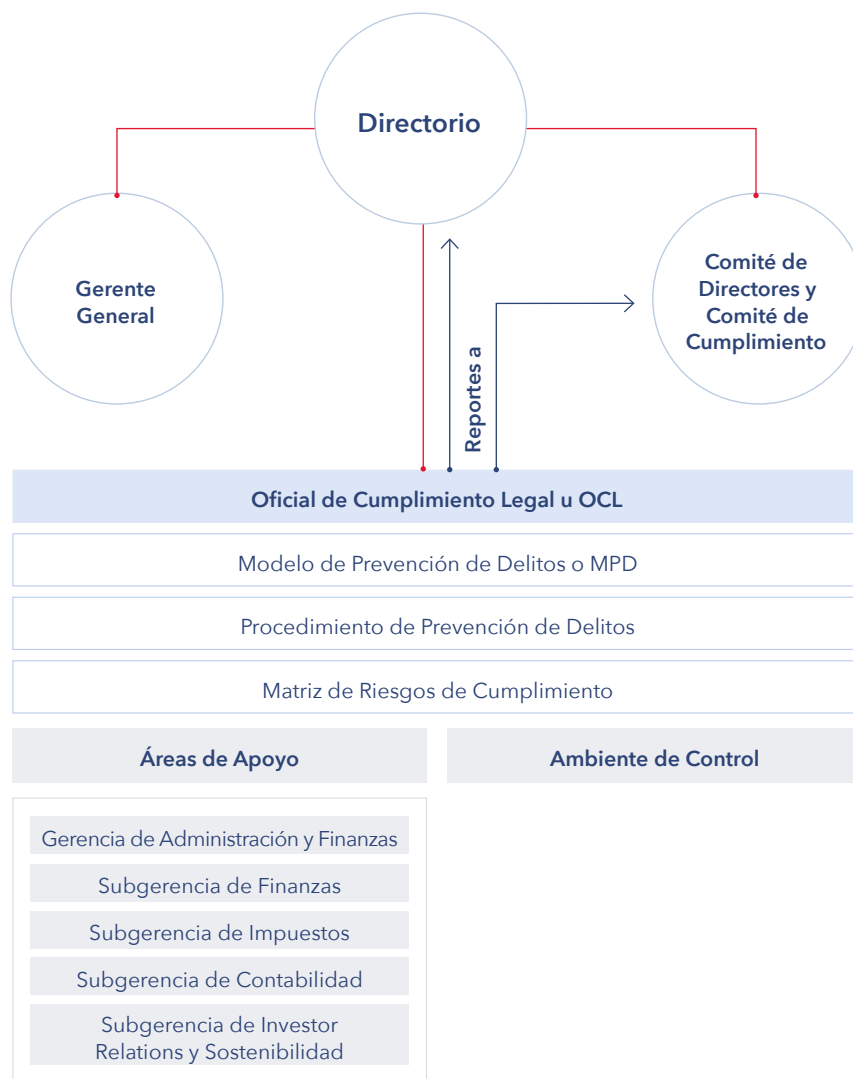 Directorio
Gerente
General
Comité de
Directores y
Comité de
Cumplimiento
Reportes a
Oficial de Cumplimiento Legal u OCL
Modelo de Prevención de Delitos o MPD
Procedimiento de Prevención de Delitos
Matriz de Riesgos de Cumplimiento
Áreas de Apoyo
Ambiente de Control
Gerencia de Administración y Finanzas
Subgerencia de Finanzas
Subgerencia de Impuestos
Subgerencia de Contabilidad
Subgerencia de Investor
Relations y Sostenibilidad